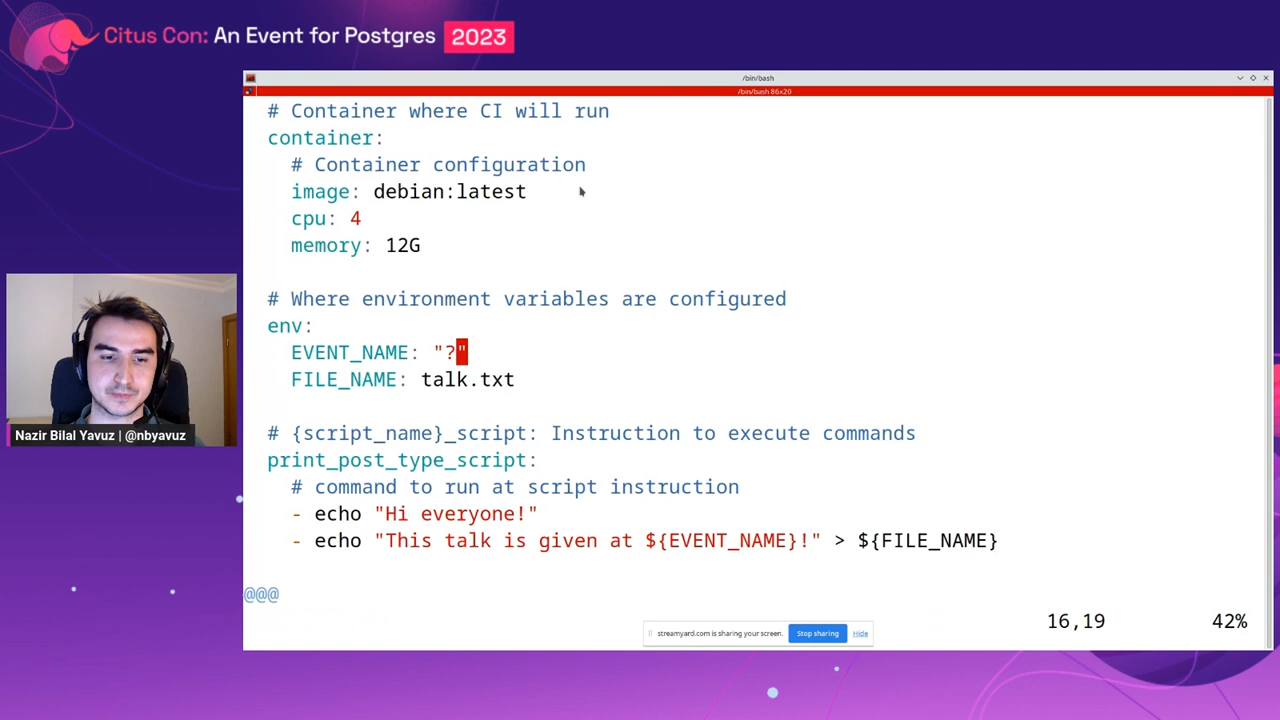 Citus Con: An Event for Postgres 2023
/bin/bash
/bin/bash 86x20
# Container where CI will run
container:
# Container configuration
image: debian:latest
cpu: 4
memory: 12G
# Where environment variables are configured
env:
EVENT_NAME: "?"
FILE_NAME: talk.txt
# {script_name}_script: Instruction to execute commands
print_post_type_script:
# command to run at script instruction
- echo "Hi everyone!"
- echo "This talk is given at ${EVENT_NAME}!" > ${FILE_NAME}
@@@
16,19 42%
streamyard.com is sharing your screen. Stop sharing Hide
Nazir Bilal Yavuz | @nbyavuz